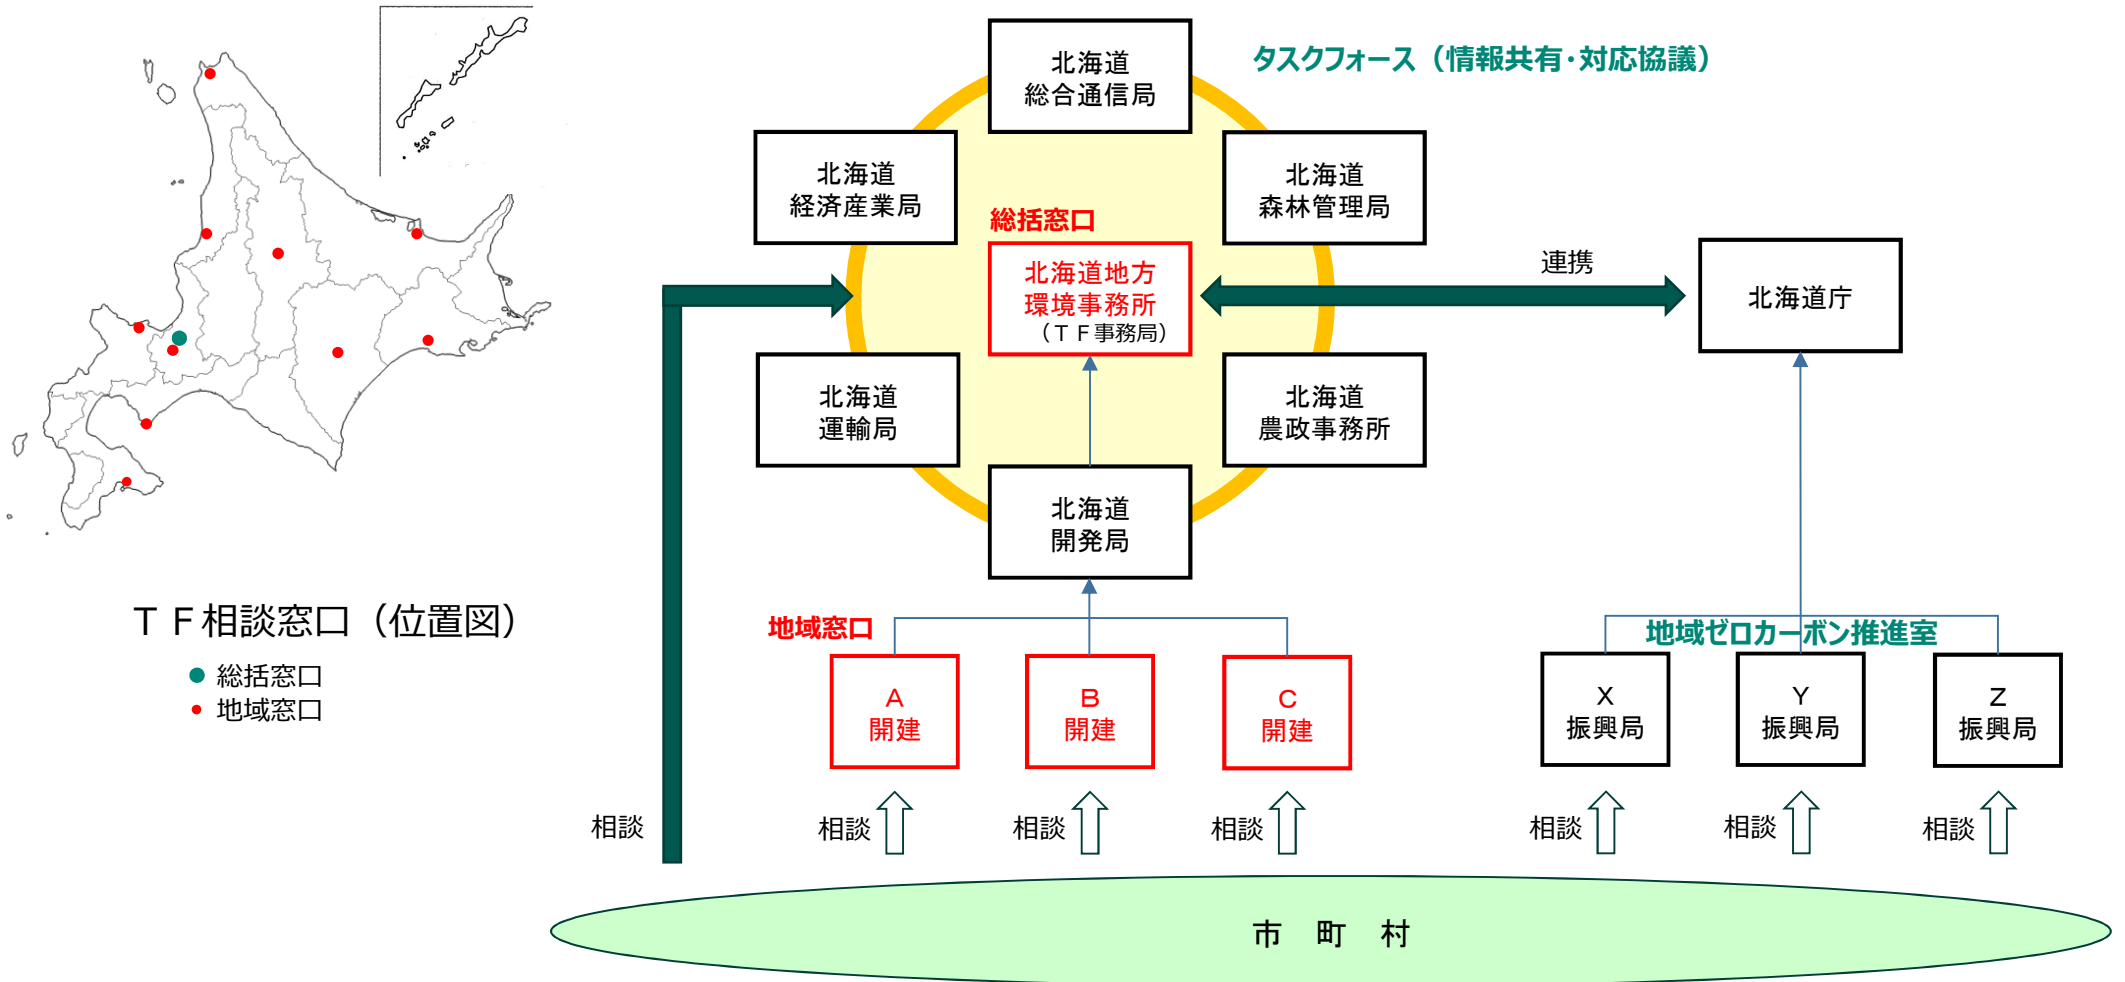 タスクフォース（情報共有・対応協議）
北海道
総合通信局
北海道
経済産業局
北海道
森林管理局
総括窓口
北海道地方
環境事務所
（ＴＦ事務局）
連携
北海道庁
北海道
運輸局
北海道
農政事務所
北海道
開発局
ＴＦ相談窓口（位置図）
総括窓口
地域窓口
地域窓口
地域ゼロカーボン推進室
A
開建
B
開建
C
開建
X
振興局
Y
振興局
Z
振興局
相談
相談
相談
相談
相談
相談
相談
市　町　村